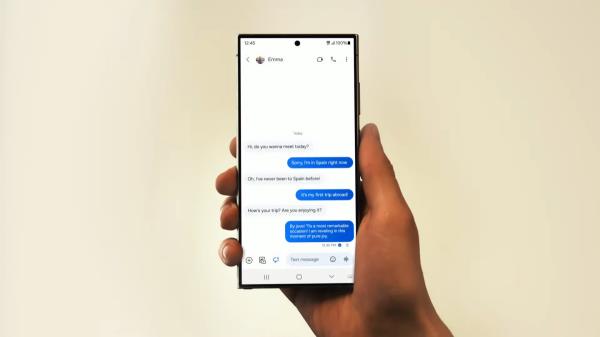 12:45
100%
Emma
Today
Hi, do you wanna meet today?
Sorry, I'm in Spain right now
Oh, I've never been to Spain before!
It's my first trip abroad!
How's your trip? Are you enjoying it?
By jove! 'Tis a most remarkable
occasion! I am reveling in this
moment of pure joy.
12:45 PM
Text message